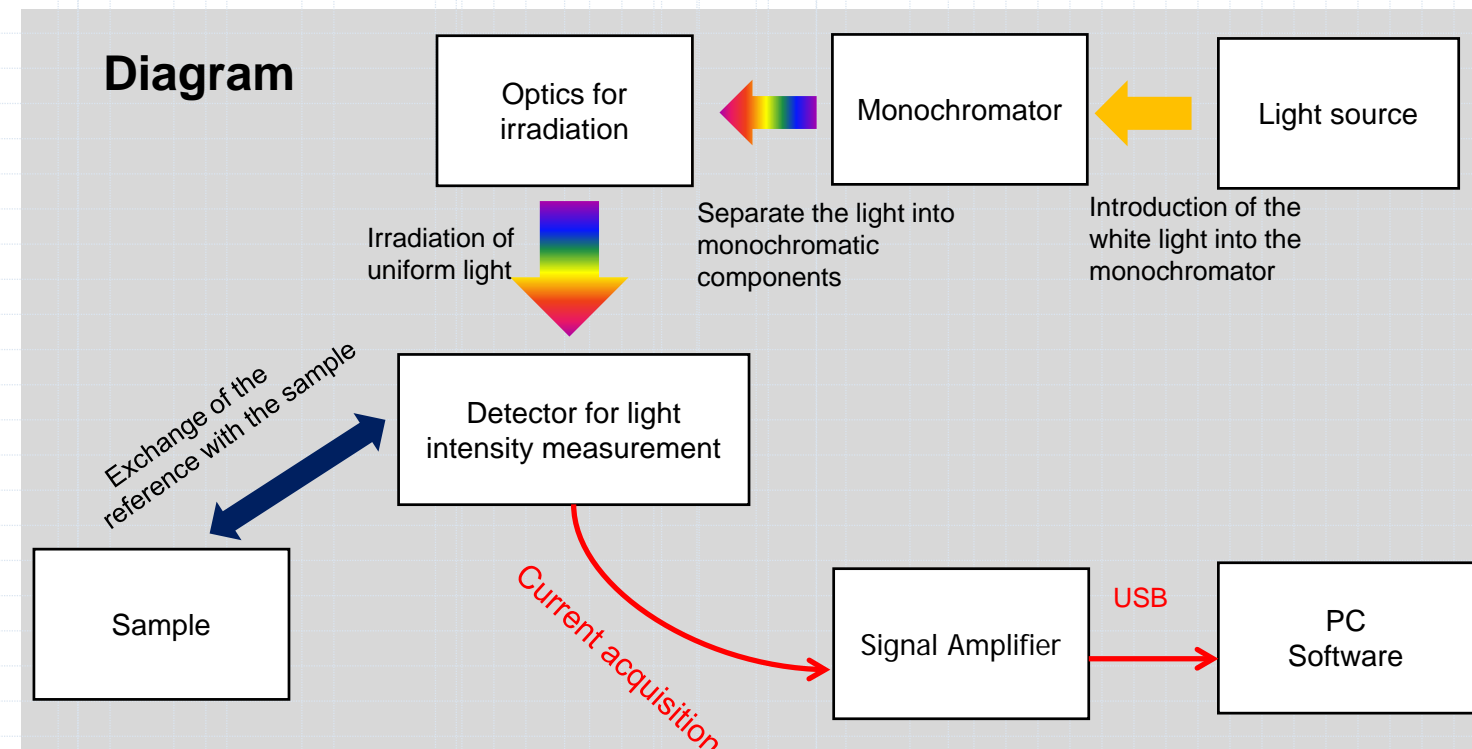 Diagram
Optics for
irradiation
Monochromator
Light source
Irradiation of
uniform light
Separate the light into
monochromatic
components
Introduction of the
white light into the
monochromator
Exchange of the
reference with the sample
Detector for light
intensity measurement
Sample
Current acquisition
Signal Amplifier
USB
PC
Software